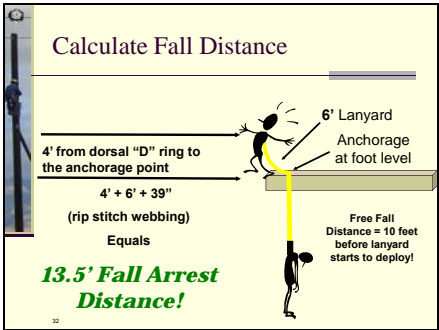 Calculate Fall Distance
6’ Lanyard
Anchorage
at foot level
4’ from dorsal “D” ring to
the anchorage point
4’ + 6’ + 39”
(rip stitch webbing)
Equals
13.5’ Fall Arrest
Distance!
Free Fall
Distance = 10 feet
before lanyard
starts to deploy!
32